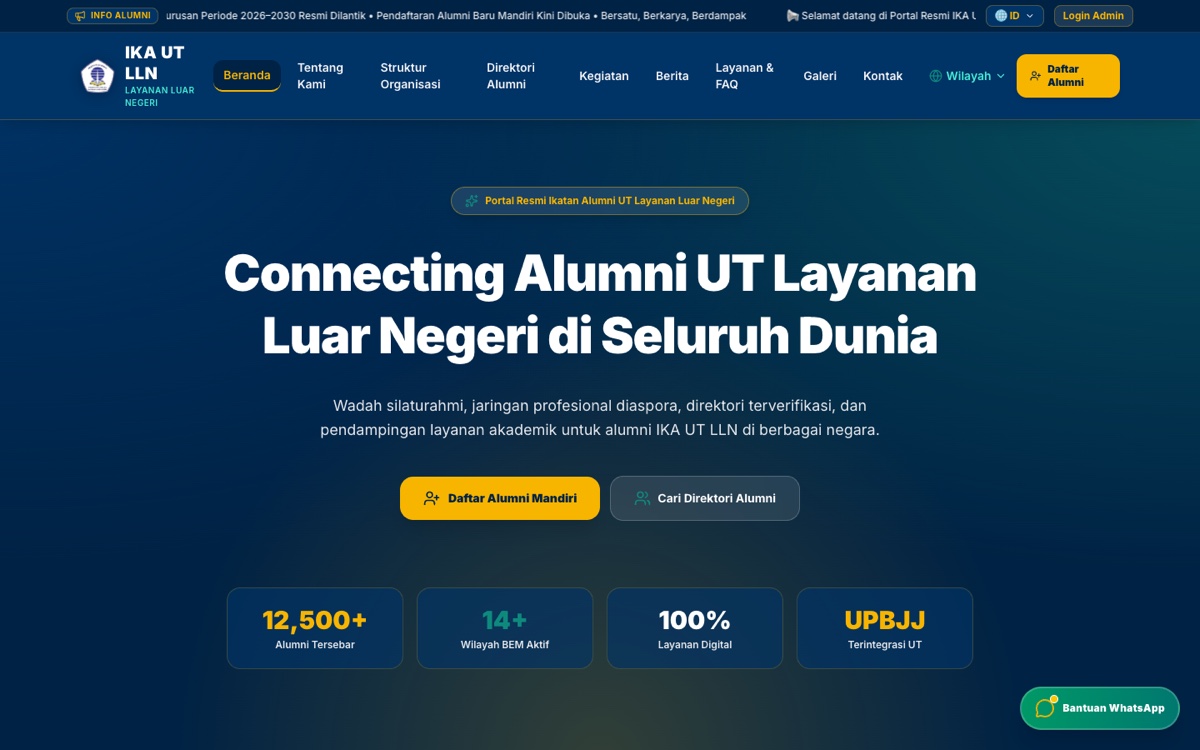 INFO ALUMNI
Periode 2026–2030 Resmi Dilantik • Pendaftaran Alumni Baru Mandiri Kini Dibuka • Bersatu, Berkarya, Berdampak
Selamat datang di Portal Resmi IKA
ID
Login Admin
IKA UT
LLN
LAYANAN LUAR
NEGERI
Beranda
Tentang
Kami
Struktur
Organisasi
Direktori
Alumni
Kegiatan
Berita
Layanan &
FAQ
Galeri
Kontak
Wilayah
Daftar
Alumni
Portal Resmi Ikatan Alumni UT Layanan Luar Negeri
Connecting Alumni UT Layanan
Luar Negeri di Seluruh Dunia
Wadah silaturahmi, jaringan profesional diaspora, direktori terverifikasi, dan
pendampingan layanan akademik untuk alumni IKA UT LLN di berbagai negara.
Daftar Alumni Mandiri
Cari Direktori Alumni
12,500+
Alumni Tersebar
14+
Wilayah BEM Aktif
100%
Layanan Digital
UPBJJ
Terintegrasi UT
Bantuan WhatsApp